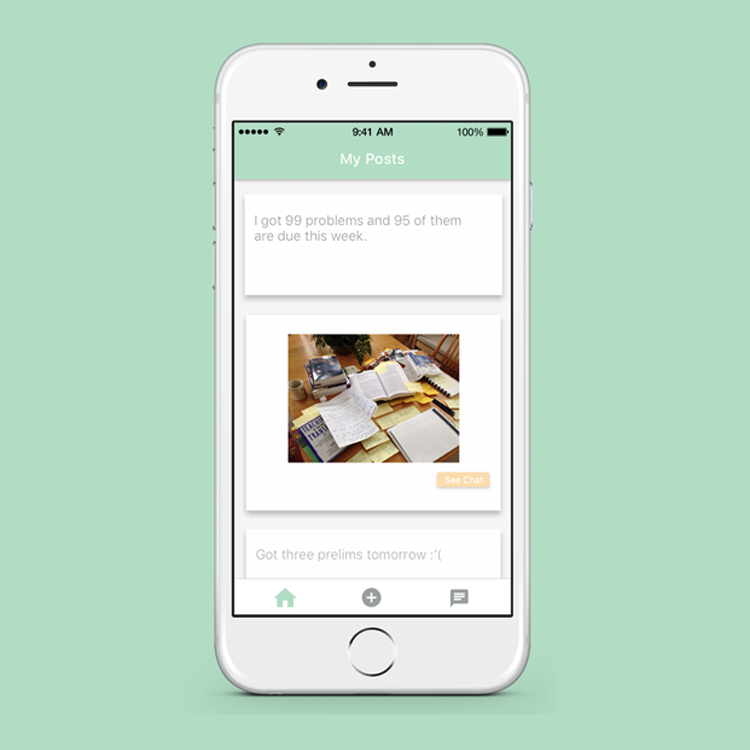 9:41 AM
100%
My Posts
I got 99 problems and 95 of them
are due this week.
See Chat
Got three prelims tomorrow :'(